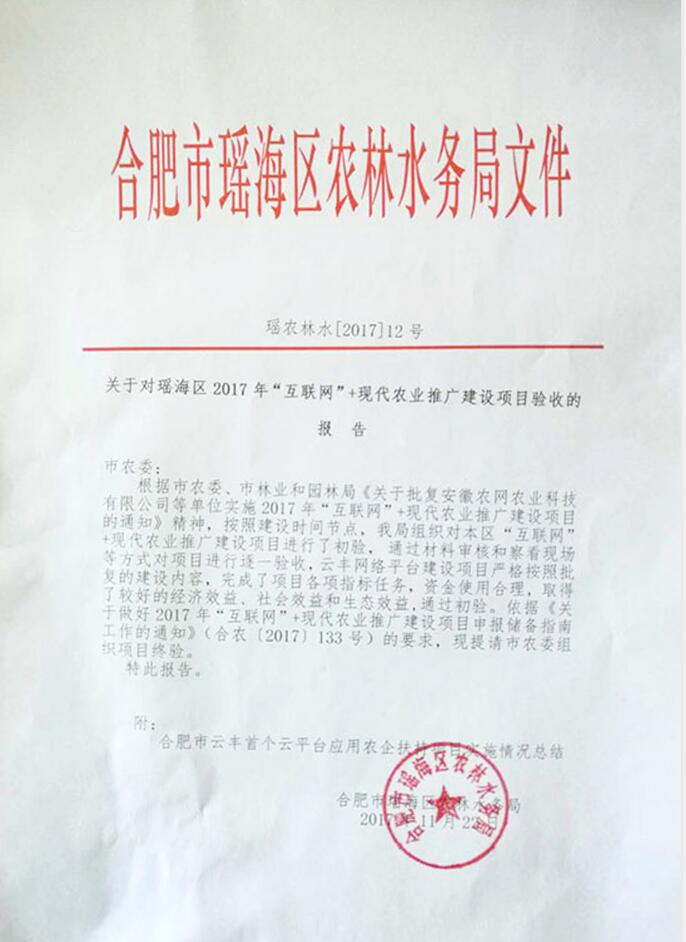 合肥市瑶海区农林水务局文件
瑶农林水[2017]12号
关于对瑶海区2017年“互联网”+现代农业推广建设项目验收的
报 告
市农委：
根据市农委、市林业和园林局《关于批复安徽农网农业科技
有限公司等单位实施2017年“互联网”+现代农业推广建设项目
的通知》精神，按照建设时间节点，我局组织对本区“互联网”
+现代农业推广建设项目进行了初验，通过材料审核和察看现场
等方式对项目进行逐一验收，云丰网络平台建设项目严格按照批
复的建设内容，完成了项目各项指标任务，资金使用合理，取得
了较好的经济效益、社会效益和生态效益,通过初验。依据《关
于做好2017年“互联网”+现代农业推广建设项目申报储备指南
工作的通知》（合农〔2017〕133号）的要求，现提请市农委组
织项目终验。
特此报告。
附：
合肥市云丰首个云平台应用农企扶持项目实施情况总结
合肥市瑶海区农林水务局
2017年11月22日
合肥市瑶海区农林水务局